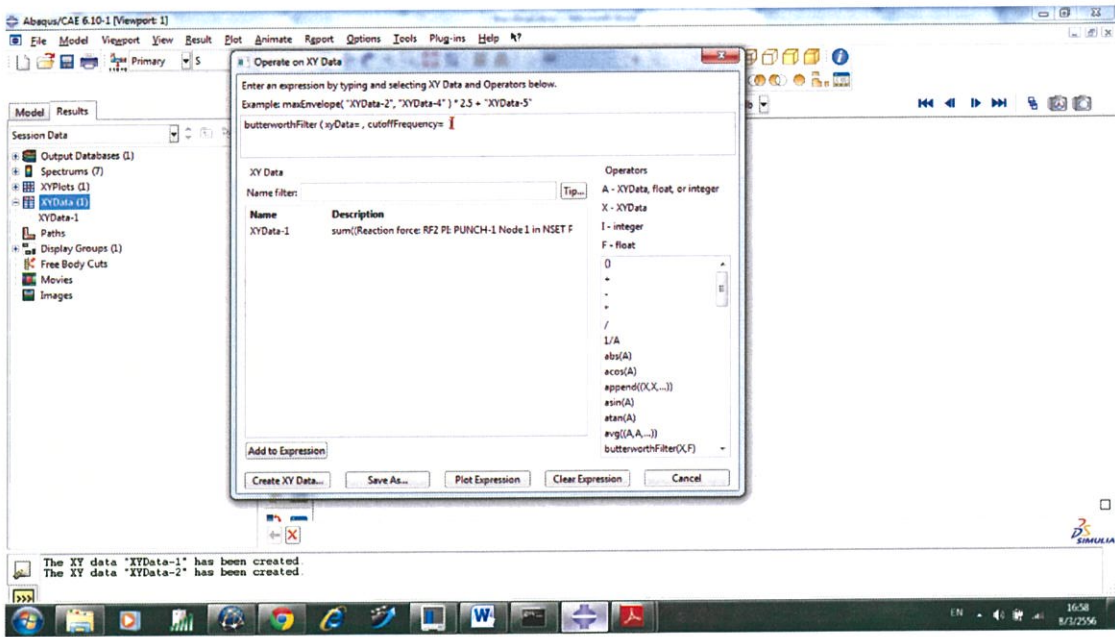 Abaqus/CAE 6.10-1 [Viewport: 1]
File Model Viewport View Result Plot Animate Report Options Tools Plug-ins Help
Primary S
Model Results
Session Data
Output Databases (1)
Spectrums (7)
XYPlots (1)
XYData (1)
XYData-1
Paths
Display Groups (1)
Free Body Cuts
Movies
Images
Operate on XY Data
Enter an expression by typing and selecting XY Data and Operators below.
Example: maxEnvelope( "XYData-2", "XYData-4" ) * 2.5 + "XYData-5"
butterworthFilter ( xyData= , cutoffFrequency=
XY Data
Name filter:
Tip...
Name Description
XYData-1 sum((Reaction force: RF2 PI: PUNCH-1 Node 1 in NSET F
Operators
A - XYData, float, or integer
X - XYData
I - integer
F - float
()
+
-
*
/
1/A
abs(A)
acos(A)
append((X,X,...))
asin(A)
atan(A)
avg((A,A,...))
butterworthFilter(X,F)
Add to Expression
Create XY Data... Save As... Plot Expression Clear Expression Cancel
SIMULIA
The XY data "XYData-1" has been created.
The XY data "XYData-2" has been created.
>>>
EN
16:58
8/3/2556